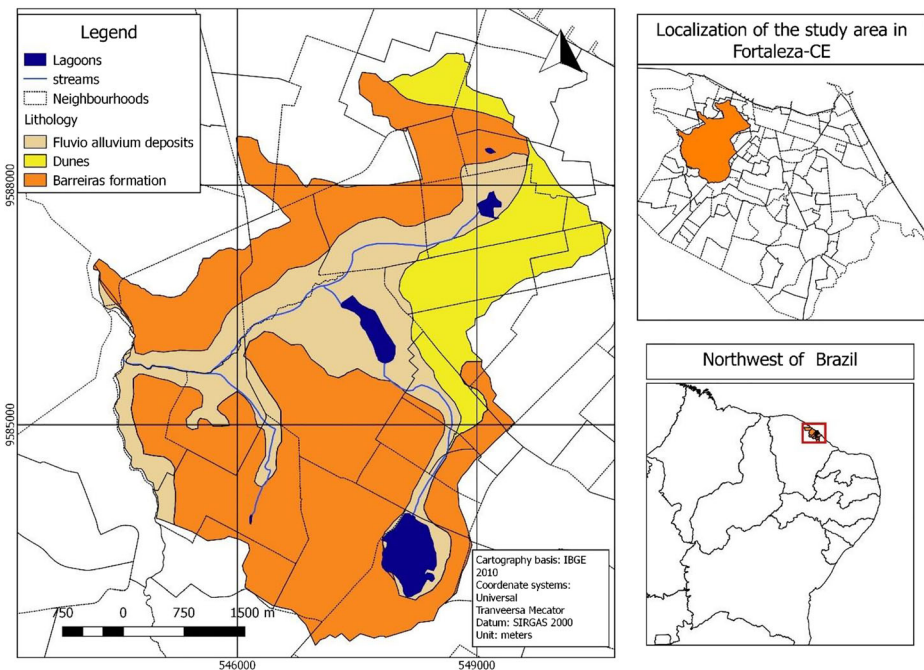 Legend
Lagoons
streams
Neighbourhoods
Lithology
Fluvio alluvium deposits
Dunes
Barreiras formation
9588000
9585000
750 0 750 1500 m
546000
549000
Cartography basis: IBGE
2010
Coordenate systems:
Universal
Tranveersa Mecator
Datum: SIRGAS 2000
Unit: meters
Localization of the study area in
Fortaleza-CE
Northwest of Brazil